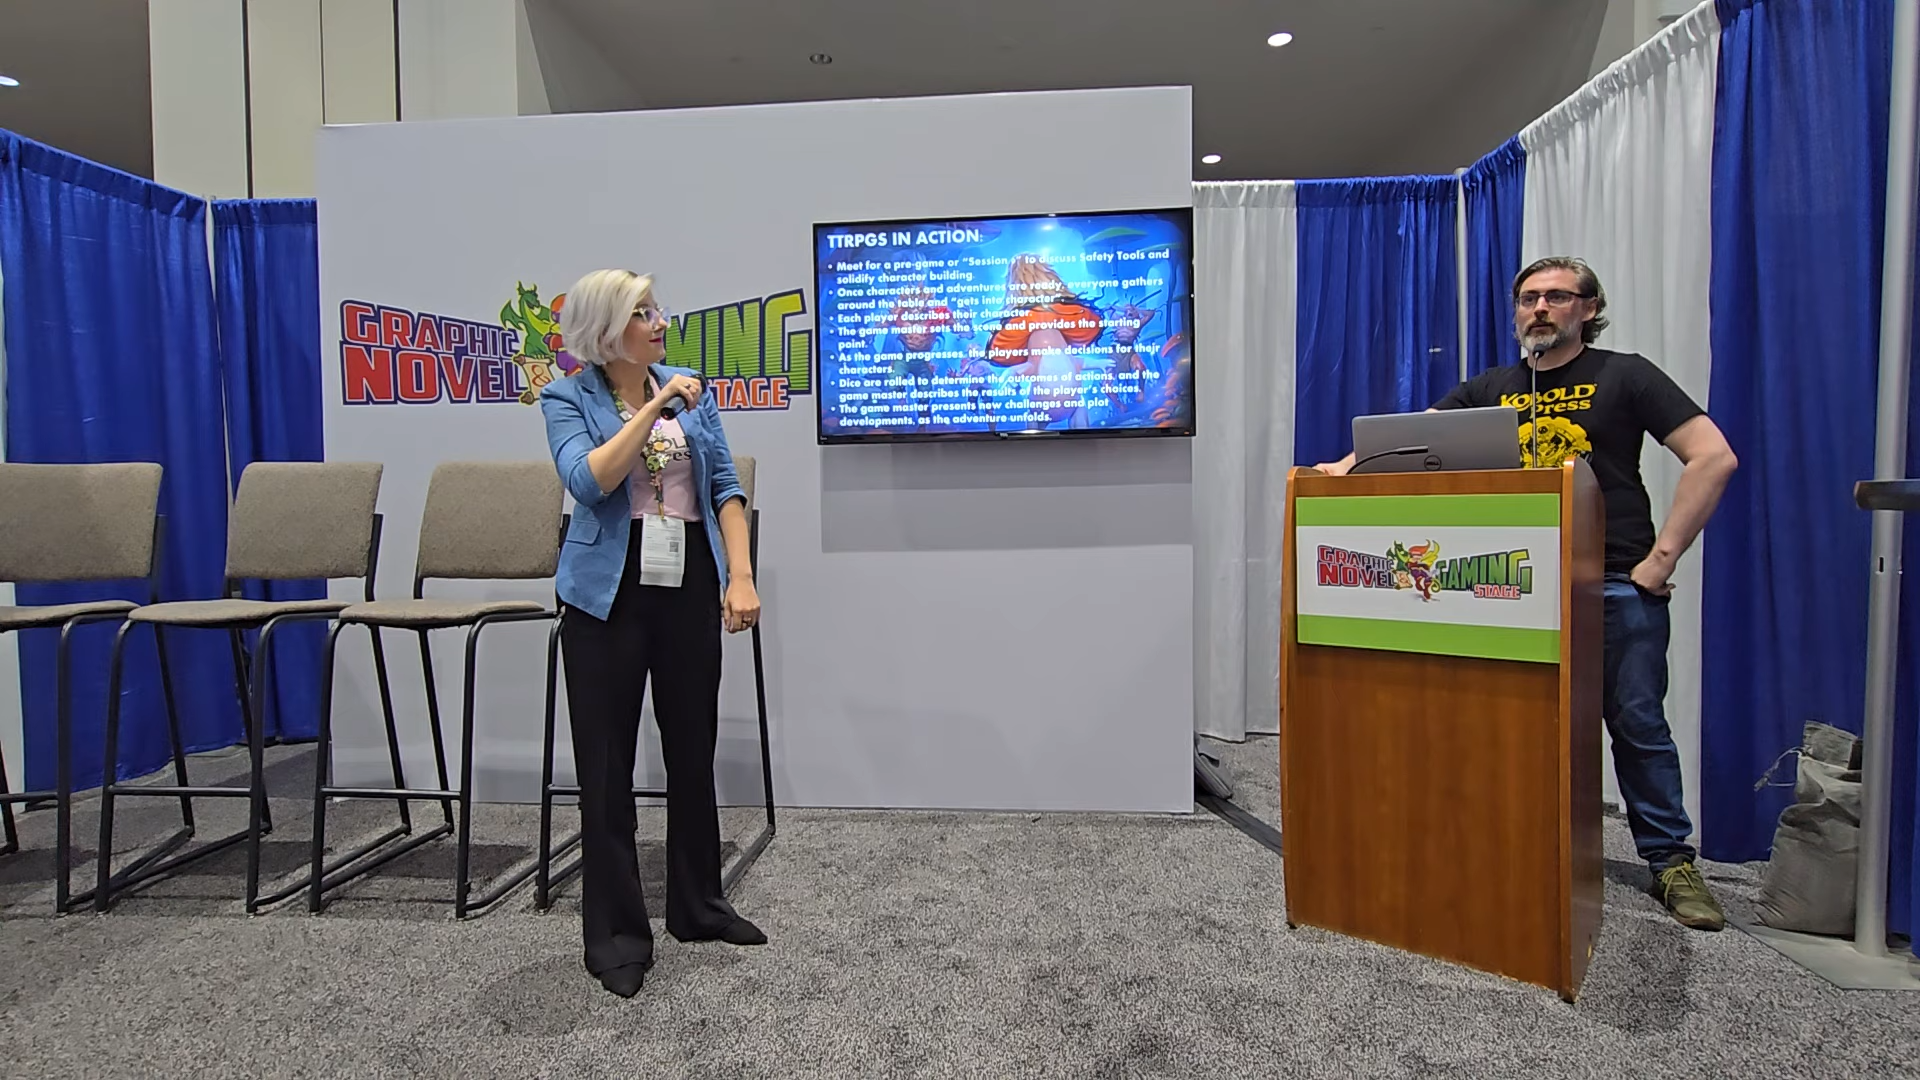 GRAPHIC
NOVEL &
MING
STAGE
TTRPGS IN ACTION:
• Meet for a pre-game or "Session to discuss Safety Tools and
solidify character building.
• Once characters and adventures are ready, everyone gathers
around the table and "gets into character"
• Each player describes their character.
• The game master sets the scene and provides the starting
point.
• As the game progresses, the players make decisions for their
characters.
• Dice are rolled to determine the outcomes of actions, and the
game master describes the results of the player's choices.
• The game master presents new challenges and plot
developments, as the adventure unfolds.
KOBOLD
Press
DELL
GRAPHIC
NOVEL &
GAMING
STAGE